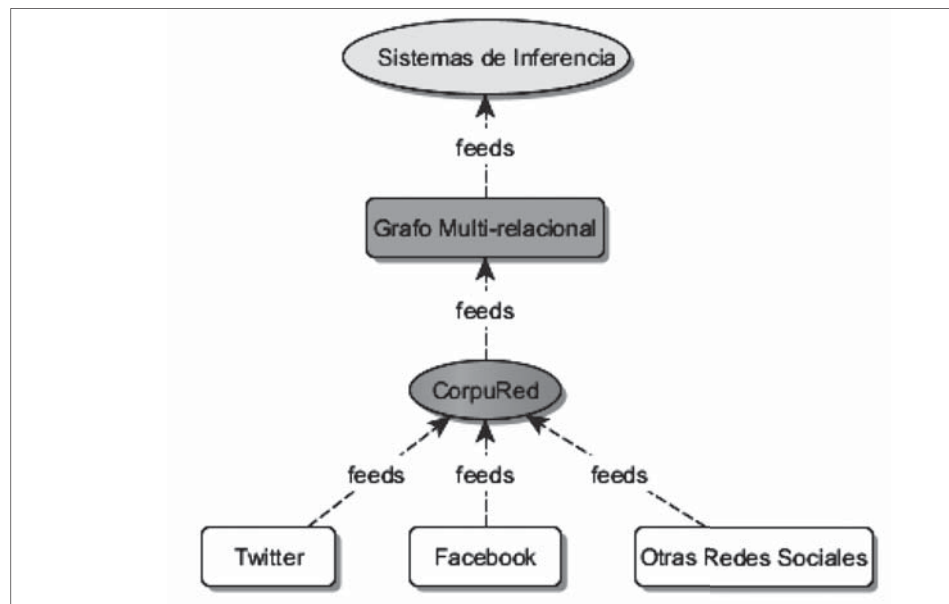 Sistemas de Inferencia
feeds
Grafo Multi-relacional
feeds
CorpuRed
feeds feeds feeds
Twitter Facebook Otras Redes Sociales